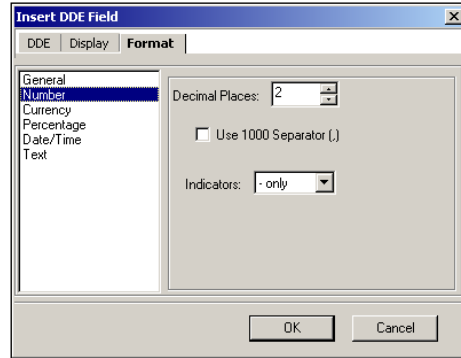 Insert DDE Field
DDE Display Format
General
Number
Currency
Percentage
Date/Time
Text
Decimal Places: 2
Use 1000 Separator (,)
Indicators: - only
OK Cancel